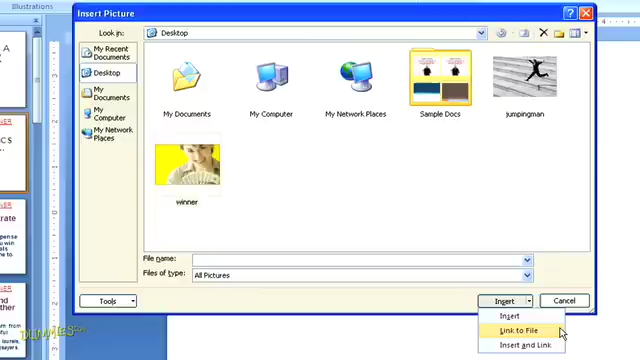 Illustrations
Insert Picture
Look in:
Desktop
My Recent
Documents
Desktop
My
Documents
My
Computer
My Network
Places
My Documents
My Computer
My Network Places
Sample Docs
jumpingman
winner
File name:
Files of type:
All Pictures
Tools
Insert
Cancel
Insert
Link to File
Insert and Link
DUMMIES.com